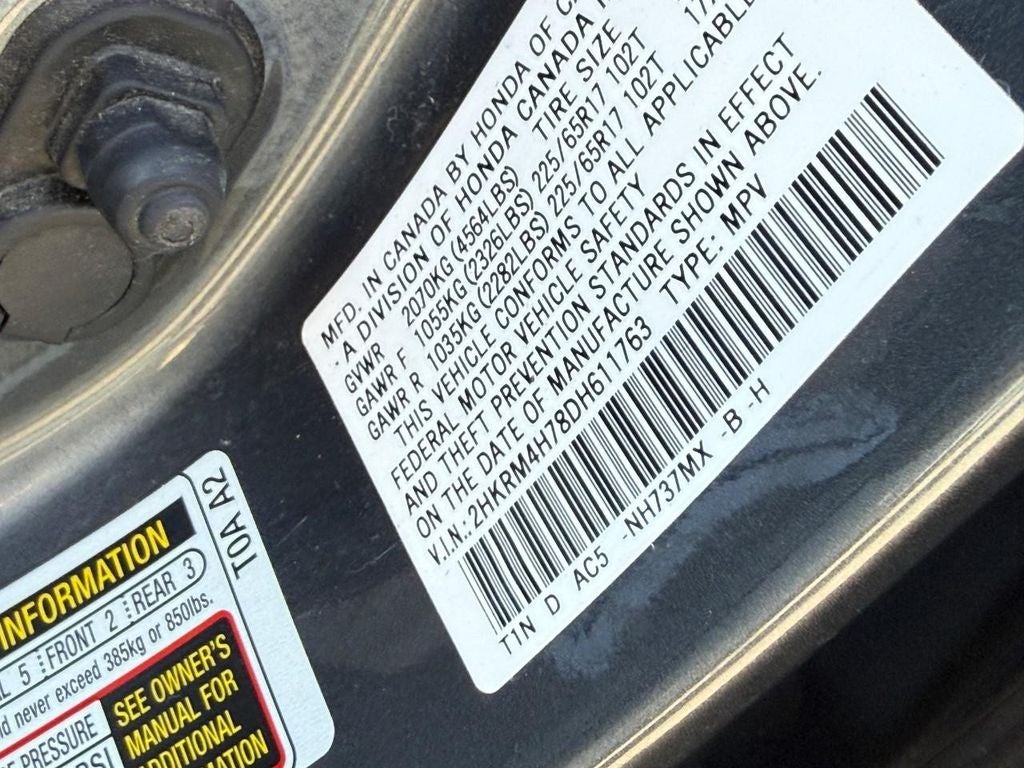 MFD. IN CANADA BY HONDA OF
.A DIVISION OF HONDA CANADA
GVWR 2070KG (4564LBS) TIRE SIZE
GAWR F 1055KG (2326LBS) 225/65R17 102T
GAWR R 1035KG (2282LBS) 225/65R17 102T
THIS VEHICLE CONFORMS TO ALL APPLICABLE
FEDERAL MOTOR VEHICLE SAFETY
AND THEFT PREVENTION STANDARDS IN EFFECT
ON THE DATE OF MANUFACTURE SHOWN ABOVE.
V.I.N.:2HKRM4H78DH611763 TYPE: MPV
T1N D AC5 -NH737MX -B -H
T0A A2
INFORMATION
5 FRONT 2 REAR 3
never exceed 385kg or 850lbs.
PRESSURE
SEE OWNER'S
MANUAL FOR